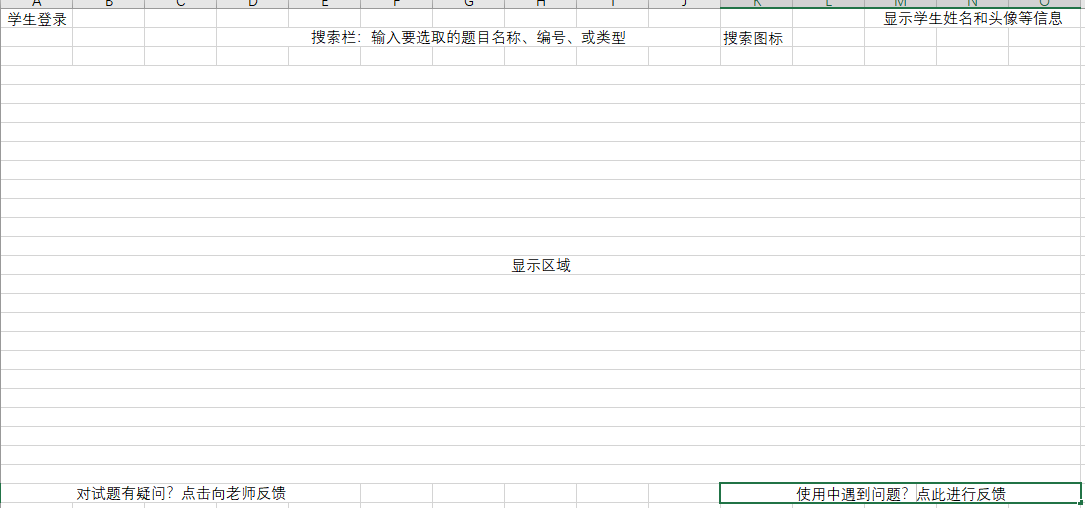 A B C D E F G H I J K L M N O
学生登录 显示学生姓名和头像等信息
搜索栏：输入要选取的题目名称、编号、或类型 搜索图标
显示区域
对试题有疑问？点击向老师反馈 使用中遇到问题？点此进行反馈